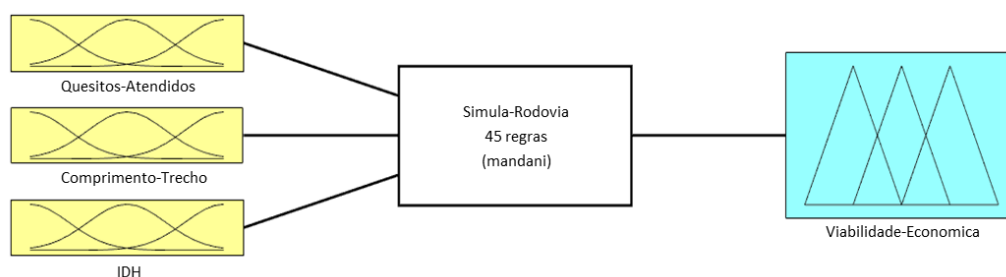 Quesitos-Atendidos
Comprimento-Trecho
IDH
Simula-Rodovia
45 regras
(mandani)
Viabilidade-Economica